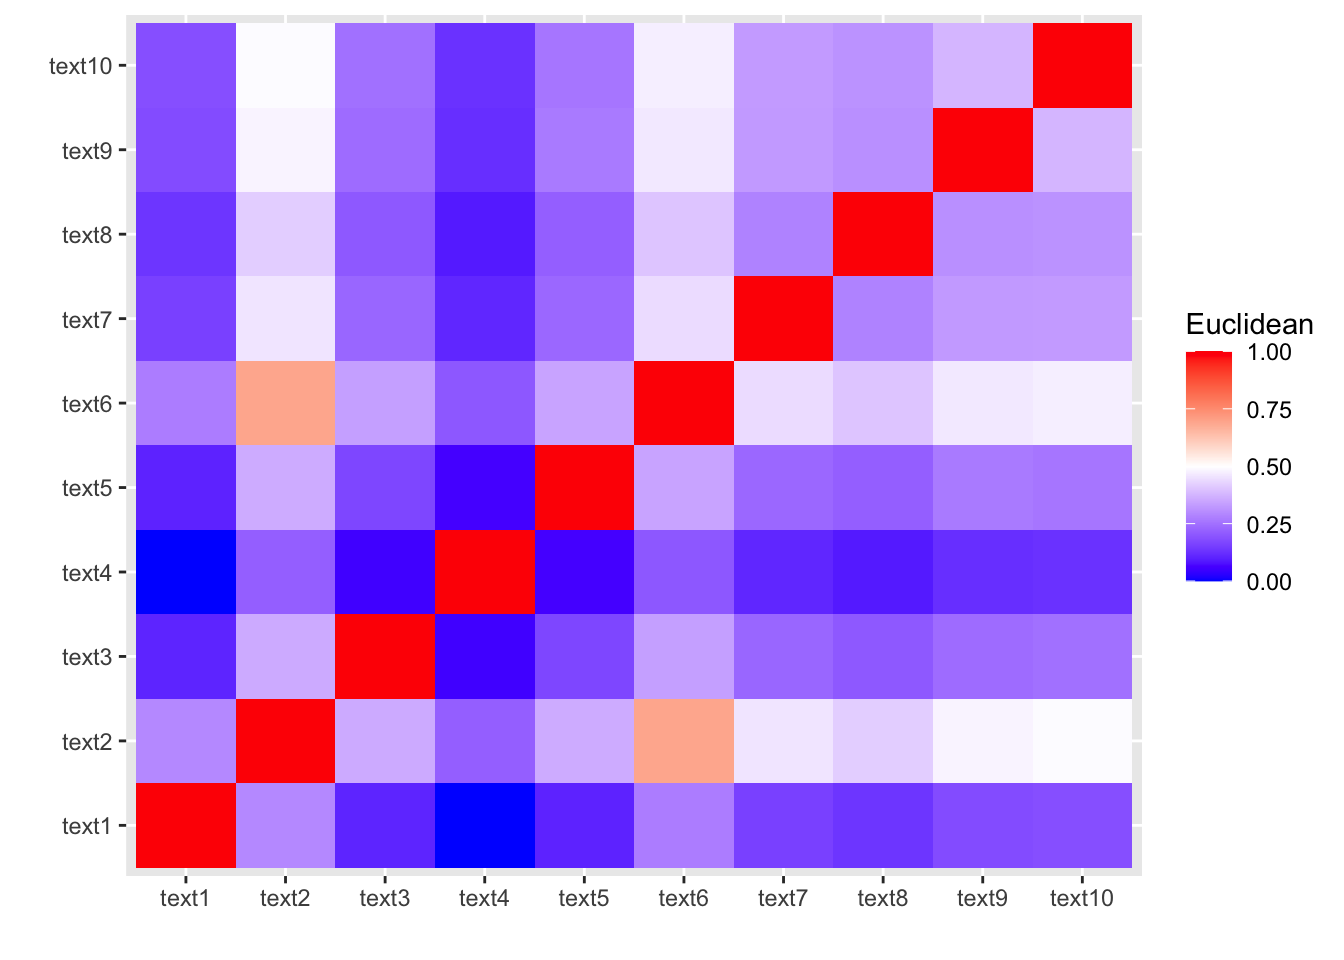 text10
text9
text8
text7
text6
text5
text4
text3
text2
text1
text1 text2 text3 text4 text5 text6 text7 text8 text9 text10
Euclidean
1.00
0.75
0.50
0.25
0.00